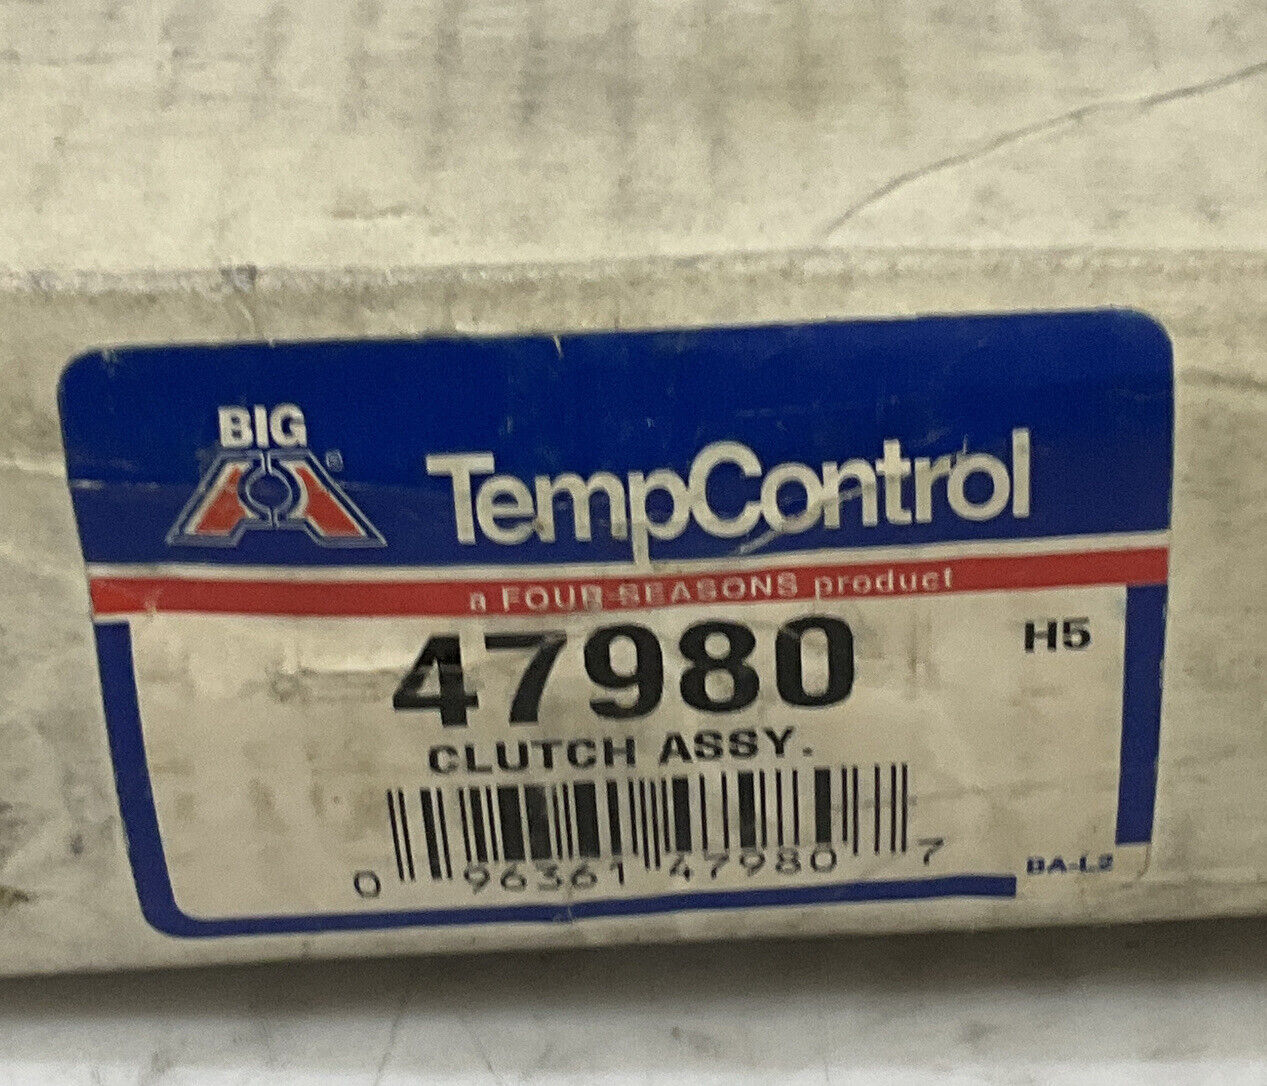 BIG A®
TempControl
a FOUR SEASONS product
47980
H5
CLUTCH ASSY.
0 96361 47980 7
BA-L2